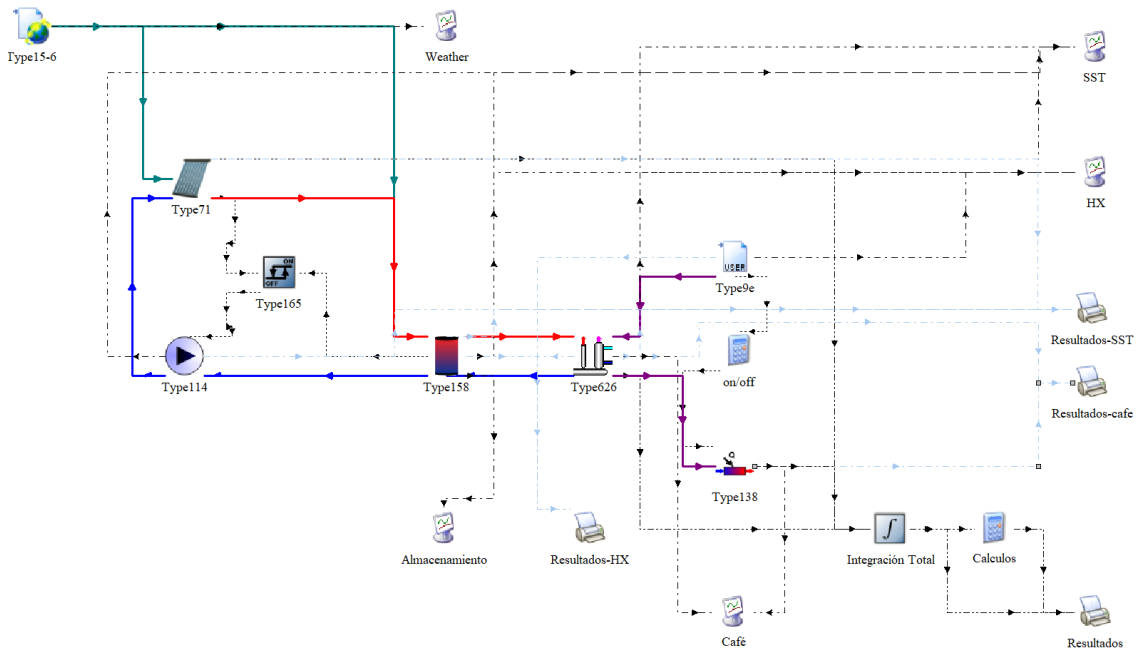 Type15-6
Weather
SST
Type71
HX
ON
OFF
Type165
USER
Type9e
Type114
Type158
Type626
on/off
Resultados-SST
Resultados-cafe
Q
Type138
Almacenamiento
Resultados-HX
∫
Integración Total
Calculos
Café
Resultados